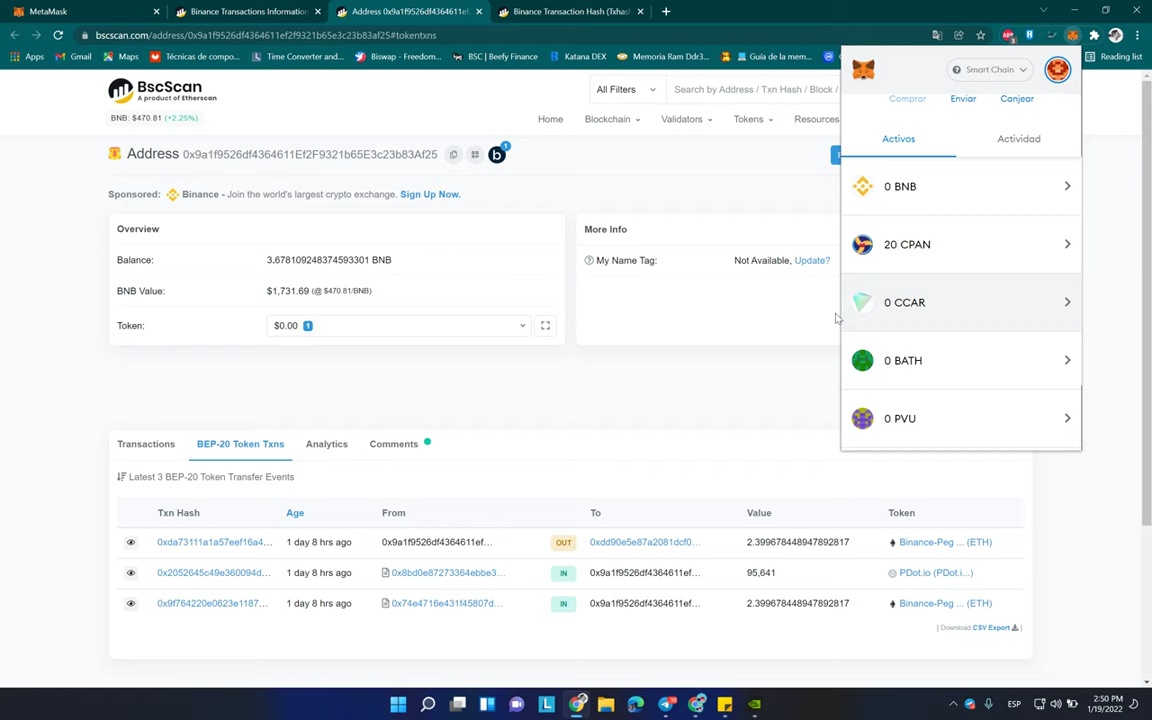 MetaMask
Binance Transactions Information
Address 0x9a1f9526df4364611ef
Binance Transaction Hash (Txhas
bscscan.com/address/0x9a1f9526df4364611ef2f9321b65e3c23b83af25#tokentxns
Apps
Gmail
Maps
Técnicas de compo...
Time Converter and...
Biswap - Freedom...
BSC | Beefy Finance
Katana DEX
Memoria Ram Ddr3...
Guía de la mem...
Reading list
BscScan
A product of Etherscan
BNB: $470.81 (+2.25%)
All Filters
Search by Address / Txn Hash / Block /
Home
Blockchain
Validators
Tokens
Resources
Address 0x9a1f9526df4364611Ef2F9321b65E3c23b83Af25
b
1
Sponsored: Binance - Join the world's largest crypto exchange. Sign Up Now.
Overview
Balance: 3.678109248374593301 BNB
BNB Value: $1,731.69 (@ $470.81/BNB)
Token: $0.00 1
More Info
My Name Tag: Not Available, Update?
Smart Chain
Comprar
Enviar
Canjear
Activos
Actividad
0 BNB
20 CPAN
0 CCAR
0 BATH
0 PVU
Transactions
BEP-20 Token Txns
Analytics
Comments
Latest 3 BEP-20 Token Transfer Events
Txn Hash Age From To Value Token
0xda73111a1a57eef16a4... 1 day 8 hrs ago 0x9a1f9526df4364611ef... OUT 0xdd90e5e87a2081dcf0... 2.399678448947892817 Binance-Peg ... (ETH)
0x2052645c49e360094d... 1 day 8 hrs ago 0x8bd0e87273364ebbe3... IN 0x9a1f9526df4364611ef... 95,641 PDot.io (PDot.i...)
0x9f764220e0623e1187... 1 day 8 hrs ago 0x74e4716e431f45807d... IN 0x9a1f9526df4364611ef... 2.399678448947892817 Binance-Peg ... (ETH)
[ Download CSV Export ]
ESP
2:50 PM
1/19/2022